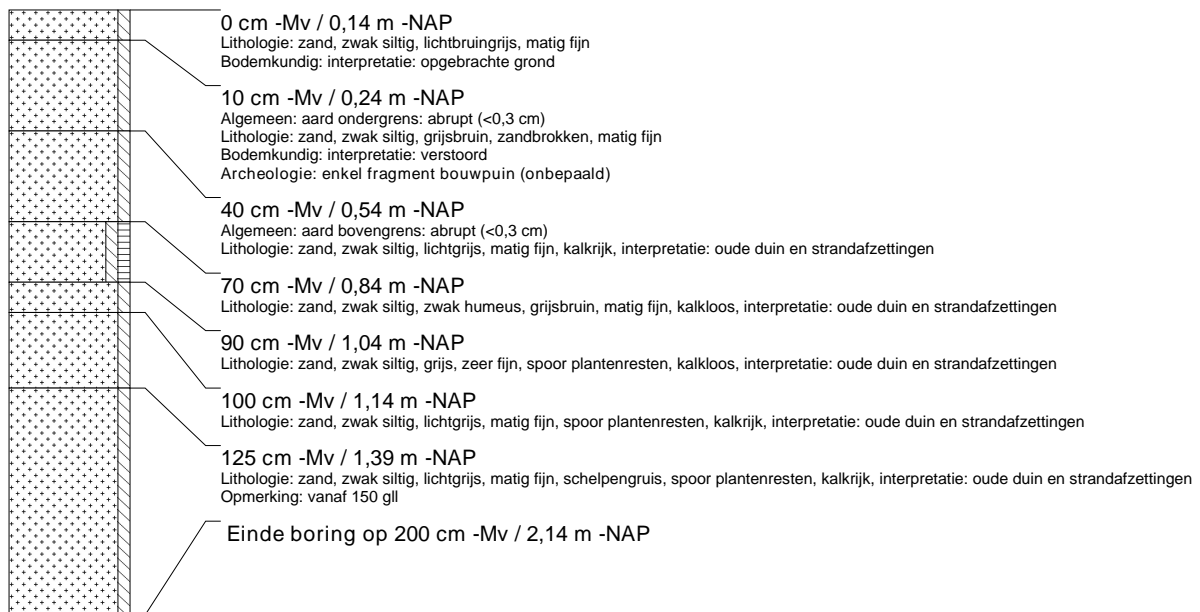 0 cm -Mv / 0,14 m -NAP
Lithologie: zand, zwak siltig, lichtbruingrijs, matig fijn
Bodemkundig: interpretatie: opgebrachte grond
10 cm -Mv / 0,24 m -NAP
Algemeen: aard ondergrens: abrupt (<0,3 cm)
Lithologie: zand, zwak siltig, grijsbruin, zandbrokken, matig fijn
Bodemkundig: interpretatie: verstoord
Archeologie: enkel fragment bouwpuin (onbepaald)
40 cm -Mv / 0,54 m -NAP
Algemeen: aard bovengrens: abrupt (<0,3 cm)
Lithologie: zand, zwak siltig, lichtgrijs, matig fijn, kalkrijk, interpretatie: oude duin en strandafzettingen
70 cm -Mv / 0,84 m -NAP
Lithologie: zand, zwak siltig, zwak humeus, grijsbruin, matig fijn, kalkloos, interpretatie: oude duin en strandafzettingen
90 cm -Mv / 1,04 m -NAP
Lithologie: zand, zwak siltig, grijs, zeer fijn, spoor plantenresten, kalkloos, interpretatie: oude duin en strandafzettingen
100 cm -Mv / 1,14 m -NAP
Lithologie: zand, zwak siltig, lichtgrijs, matig fijn, spoor plantenresten, kalkrijk, interpretatie: oude duin en strandafzettingen
125 cm -Mv / 1,39 m -NAP
Lithologie: zand, zwak siltig, lichtgrijs, matig fijn, schelpengruis, spoor plantenresten, kalkrijk, interpretatie: oude duin en strandafzettingen
Opmerking: vanaf 150 gll
Einde boring op 200 cm -Mv / 2,14 m -NAP